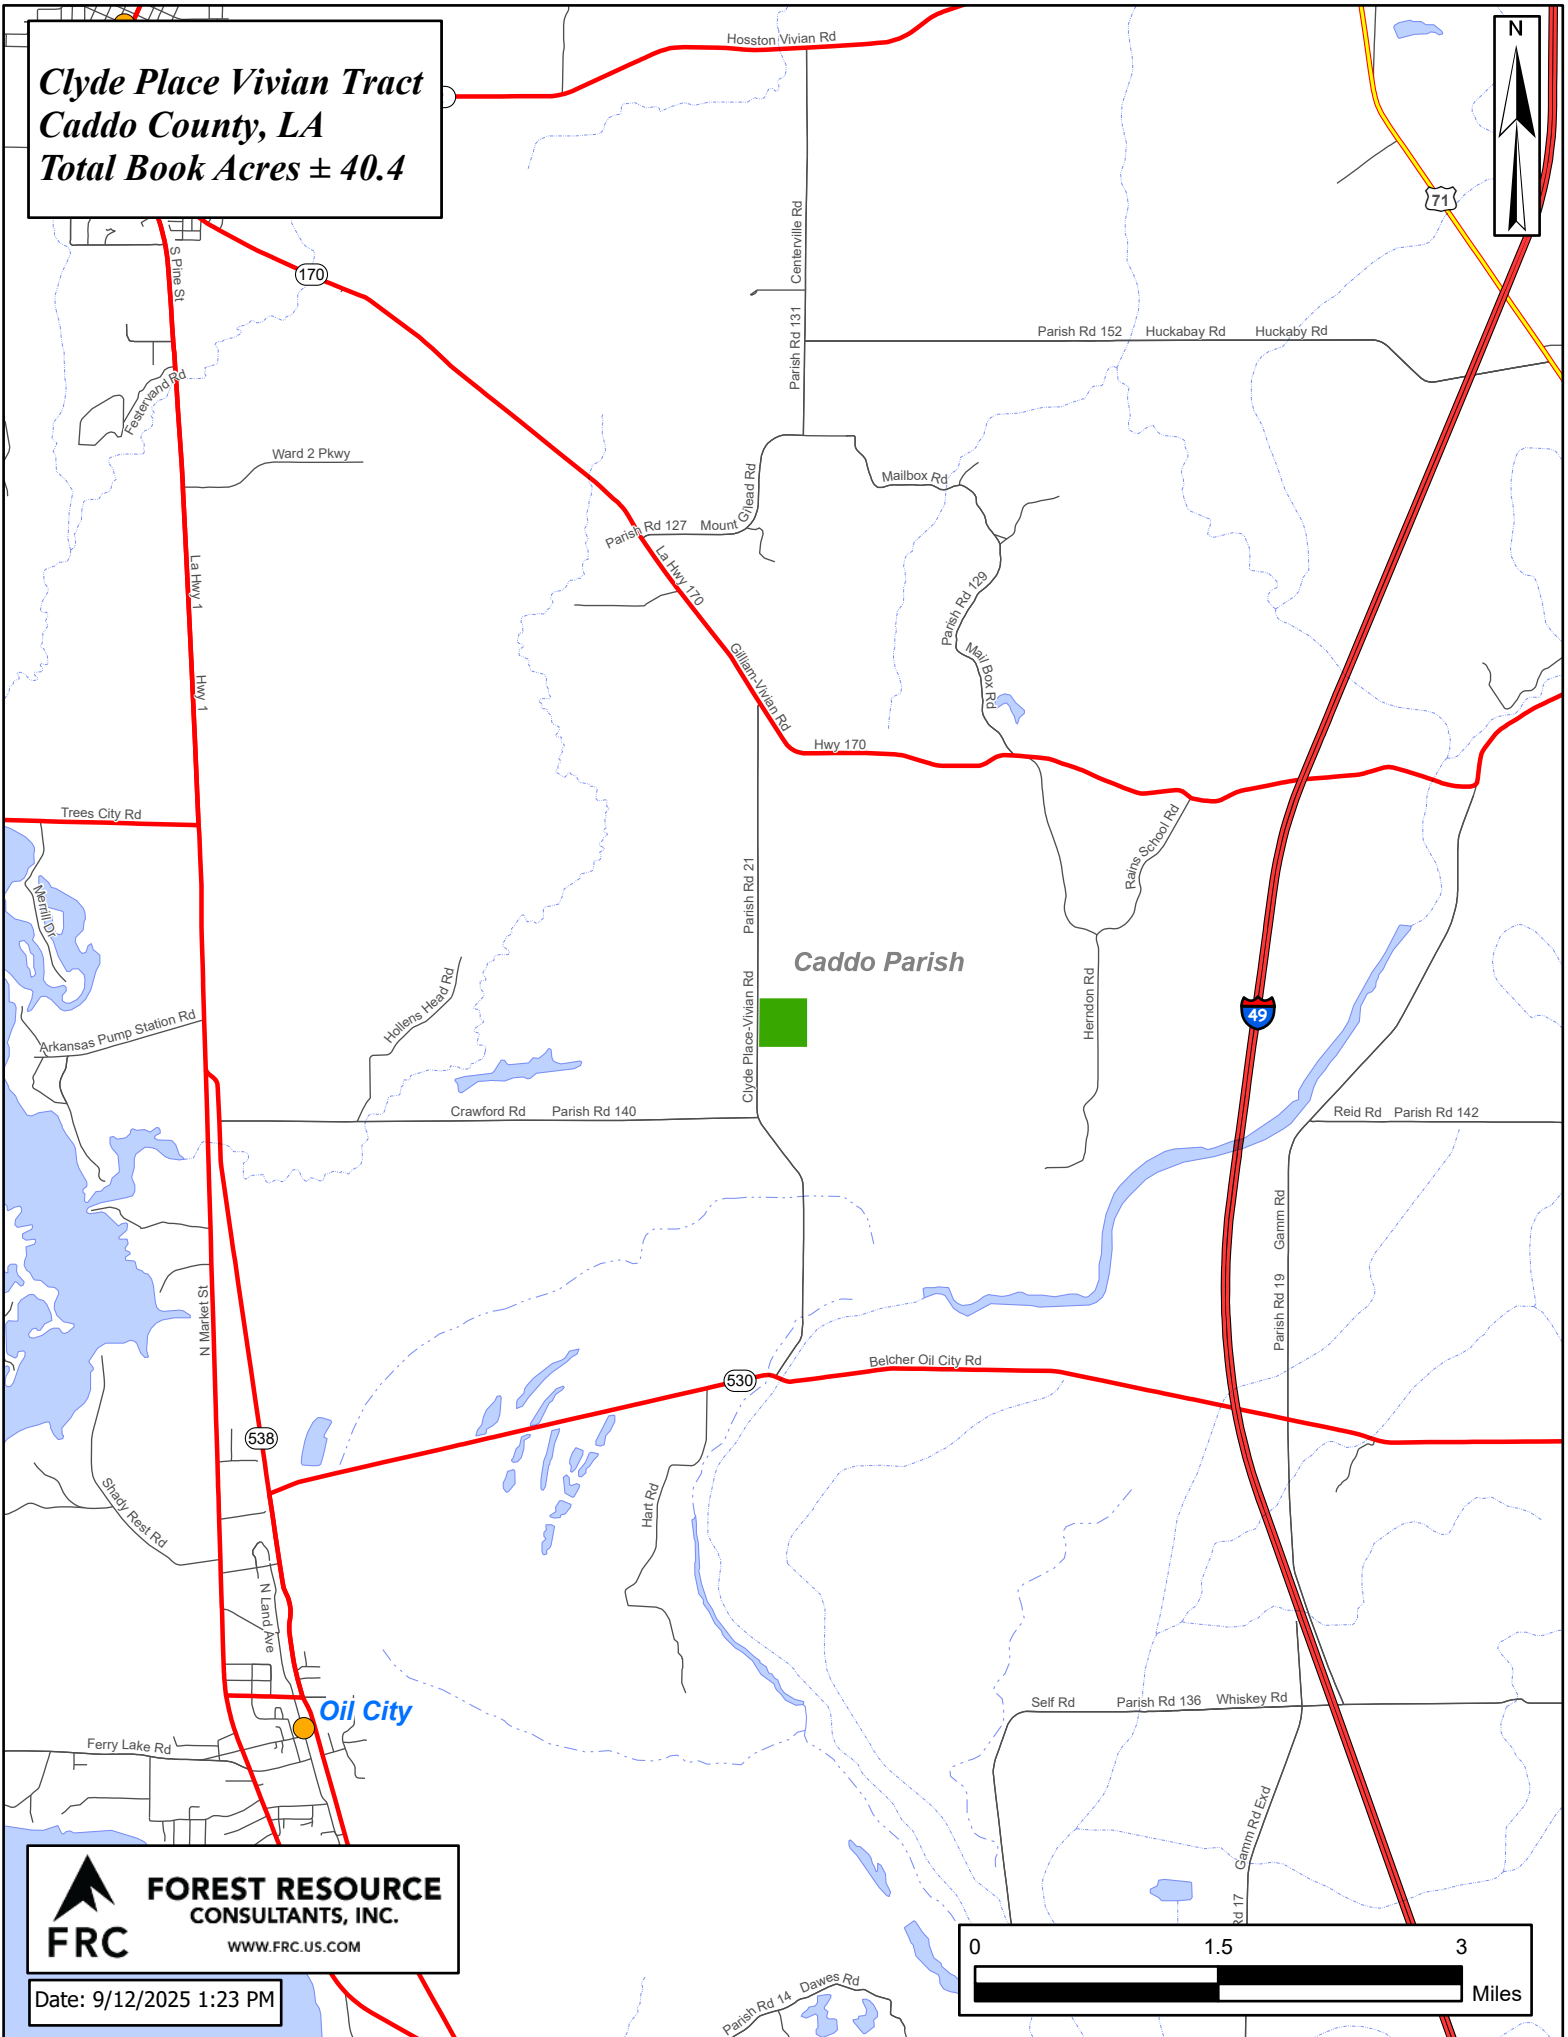 Hosston Vivian Rd
N
Clyde Place Vivian Tract
Caddo County, LA
Total Book Acres ± 40.4
71
S Pine St
170
Centerville Rd
Parish Rd 131
Parish Rd 152 Huckabay Rd Huckaby Rd
Festervand Rd
Ward 2 Pkwy
Mailbox Rd
Parish Rd 127 Mount Gilead Rd
La Hwy 170
La Hwy 1
Parish Rd 129
Mail Box Rd
Gilliam-Vivian Rd
Hwy 1
Hwy 170
Trees City Rd
Rains School Rd
Merrill Dr
Parish Rd 21
Caddo Parish
Hollens Head Rd
Clyde Place-Vivian Rd
Herndon Rd
49
Arkansas Pump Station Rd
Crawford Rd Parish Rd 140
Reid Rd Parish Rd 142
Gamm Rd
Parish Rd 19
N Market St
Belcher Oil City Rd
530
538
Hart Rd
Shady Rest Rd
N Land Ave
Self Rd Parish Rd 136 Whiskey Rd
Oil City
Ferry Lake Rd
Gamm Rd Exd
Rd 17
FRC
FOREST RESOURCE
CONSULTANTS, INC.
WWW.FRC.US.COM
0 1.5 3
Miles
Parish Rd 14 Dawes Rd
Date: 9/12/2025 1:23 PM